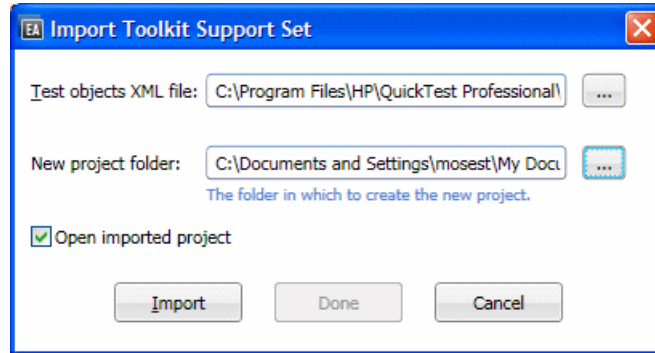 EA Import Toolkit Support Set
Test objects XML file: C:\Program Files\HP\QuickTest Professional\ ...
New project folder: C:\Documents and Settings\mosest\My Docu ...
The folder in which to create the new project.
Open imported project
Import Done Cancel